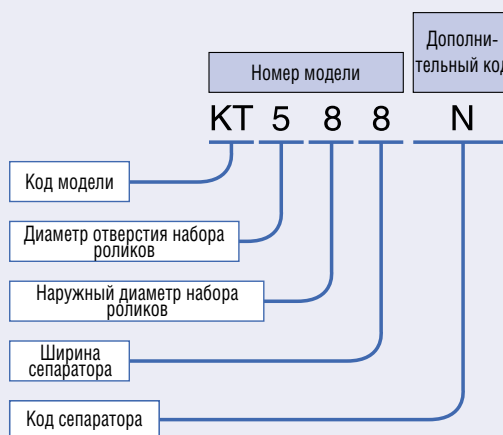 Дополни-
тельный код
Номер модели
KT 5 8 8 N
Код модели
Диаметр отверстия набора
роликов
Наружный диаметр набора
роликов
Ширина
сепаратора
Код сепаратора